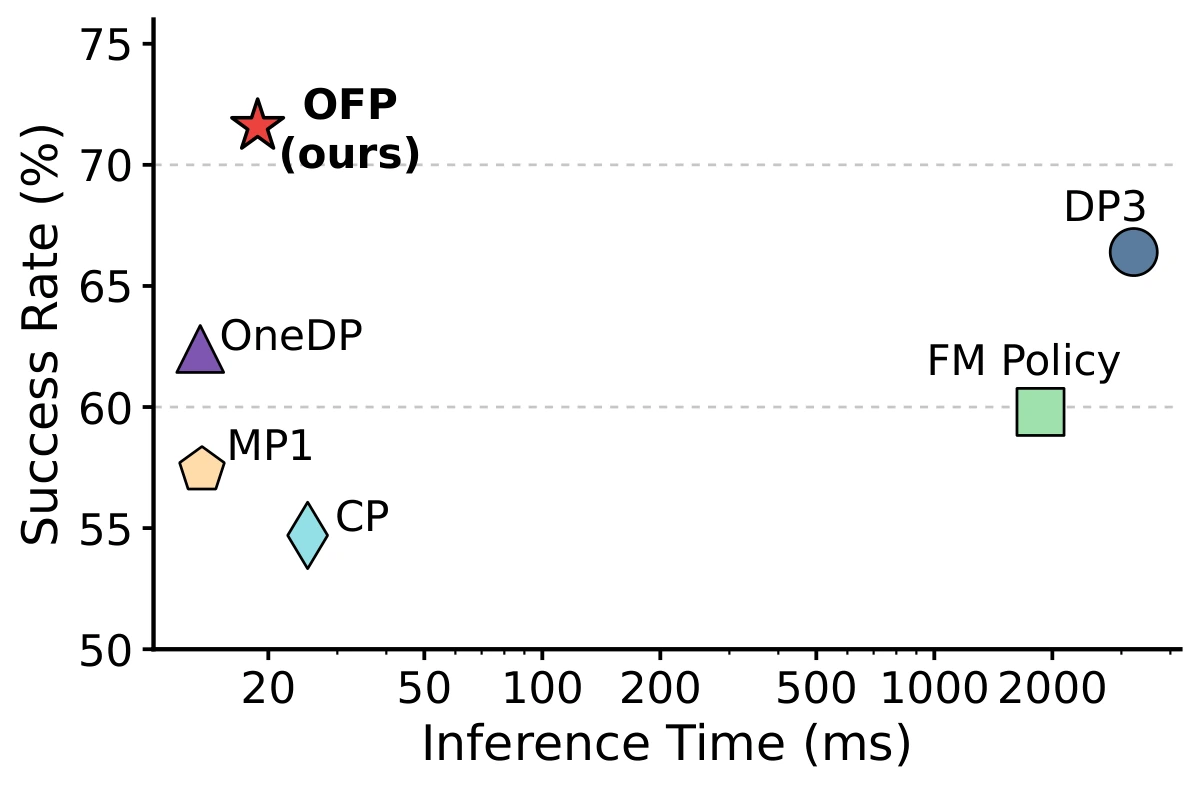 75
70
65
60
55
50
Success Rate (%)
OFP
(ours)
DP3
OneDP
FM Policy
MP1
CP
20 50 100 200 500 1000 2000
Inference Time (ms)